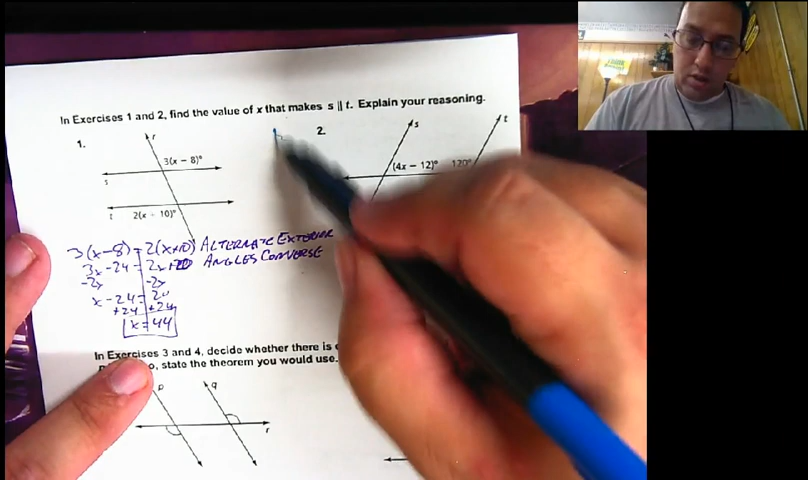 In Exercises 1 and 2, find the value of x that makes s ∥ t. Explain your reasoning.
1.
r
3(x − 8)°
s
t 2(x + 10)°
2.
s
t
(4x − 12)° 120°
3(x−8) = 2(x+10) ALTERNATE EXTERIOR
3x −24 = 2x+20 ANGLES CONVERSE
-2x -2x
x −24 = 20
+24 +24
x = 44
In Exercises 3 and 4, decide whether there is
so, state the theorem you would use.
p
q
r